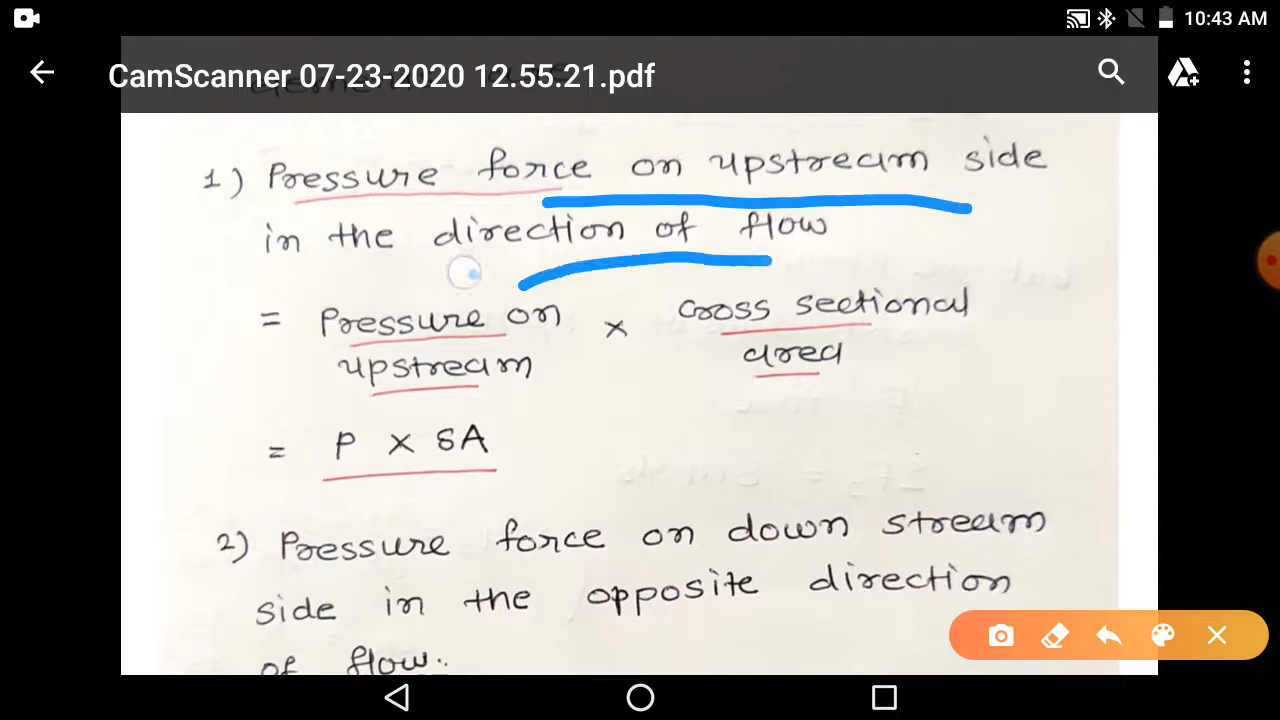 10:43 AM
CamScanner 07-23-2020 12.55.21.pdf
1) Pressure force on upstream side
in the direction of flow
= Pressure on × cross sectional
upstream area
= P × δA
2) Pressure force on down stream
side in the opposite direction
of flow..